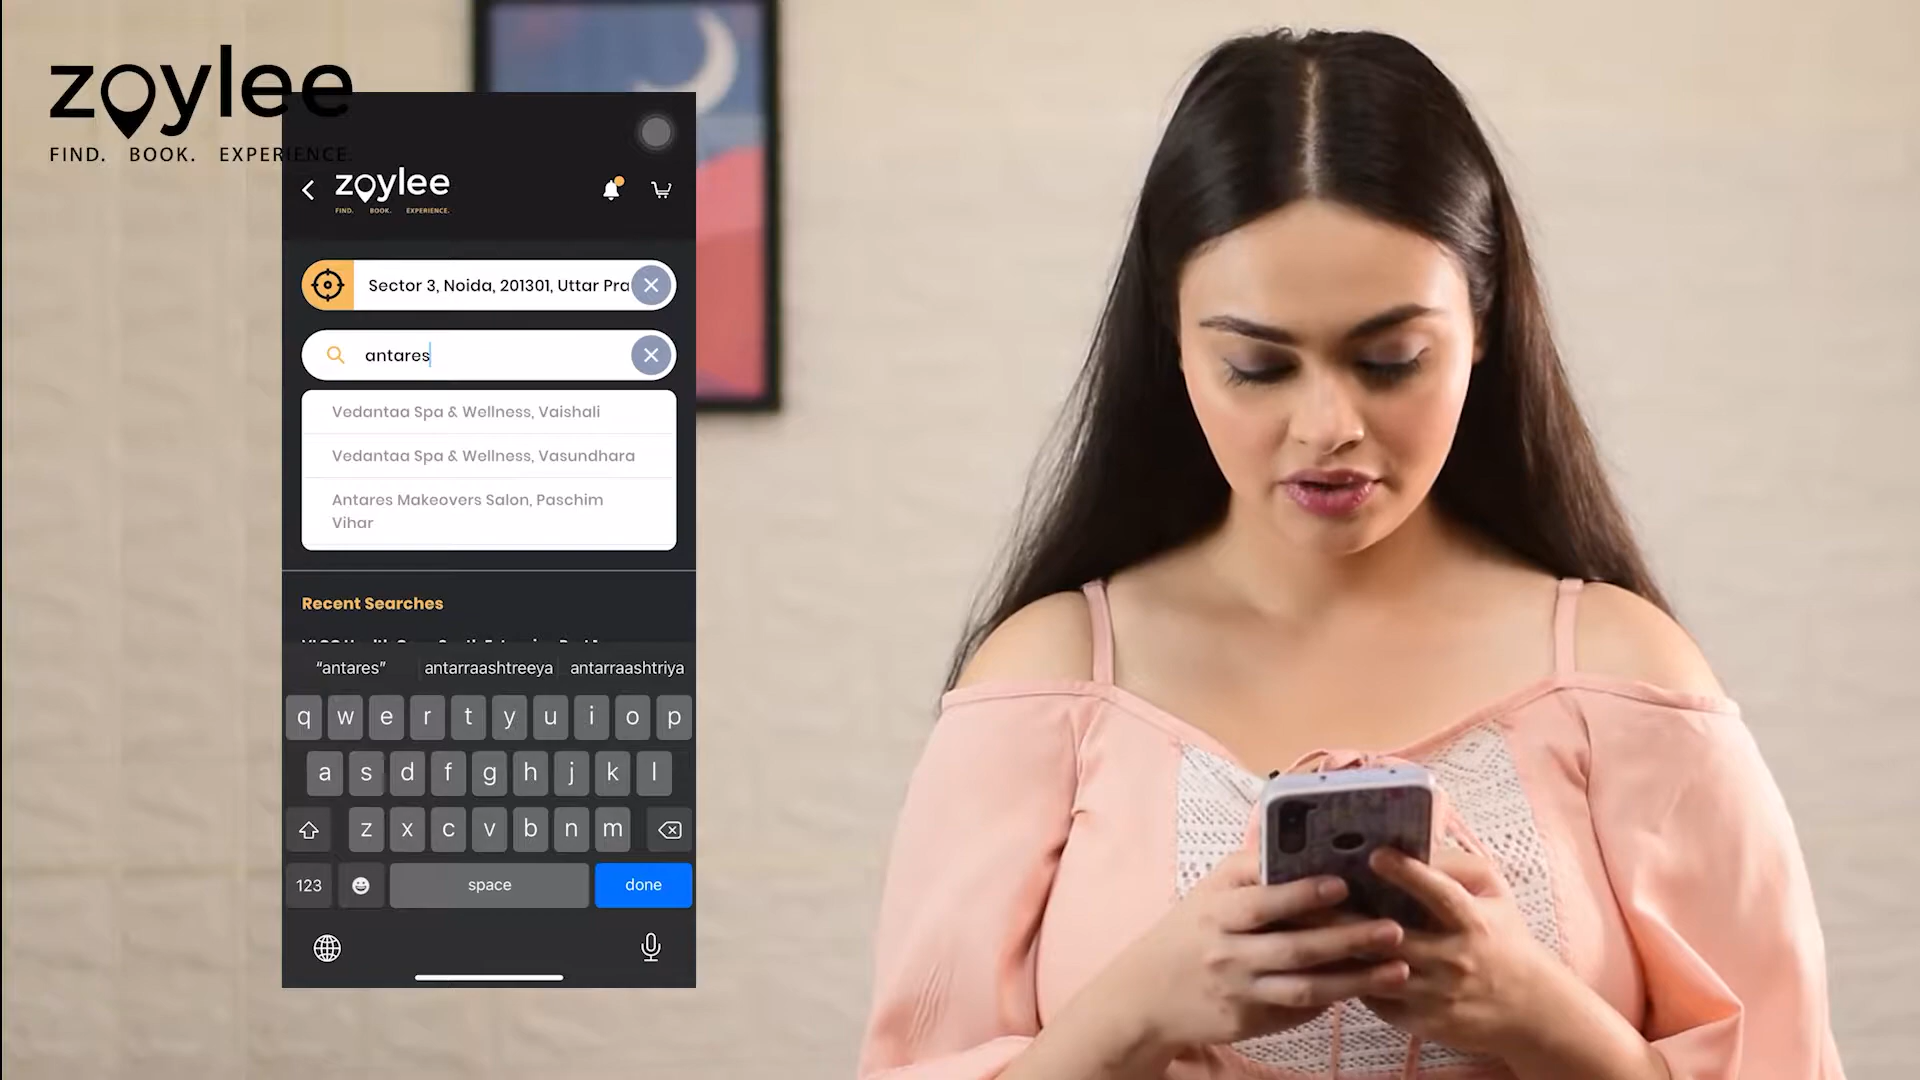 zoylee
FIND. BOOK. EXPERIENCE.
zoylee
FIND. BOOK. EXPERIENCE.
Sector 3, Noida, 201301, Uttar Pra
antares
Vedantaa Spa & Wellness, Vaishali
Vedantaa Spa & Wellness, Vasundhara
Antares Makeovers Salon, Paschim
Vihar
Recent Searches
“antares” antarraashtreeya antarraashtriya
q w e r t y u i o p
a s d f g h j k l
z x c v b n m
123 space done